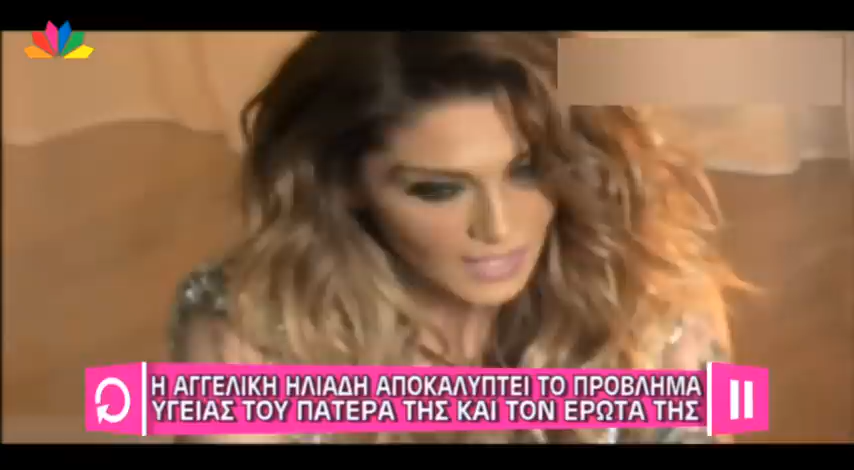 Η ΑΓΓΕΛΙΚΗ ΗΛΙΑΔΗ ΑΠΟΚΑΛΥΠΤΕΙ ΤΟ ΠΡΟΒΛΗΜΑ
ΥΓΕΙΑΣ ΤΟΥ ΠΑΤΕΡΑ ΤΗΣ ΚΑΙ ΤΟΝ ΕΡΩΤΑ ΤΗΣ